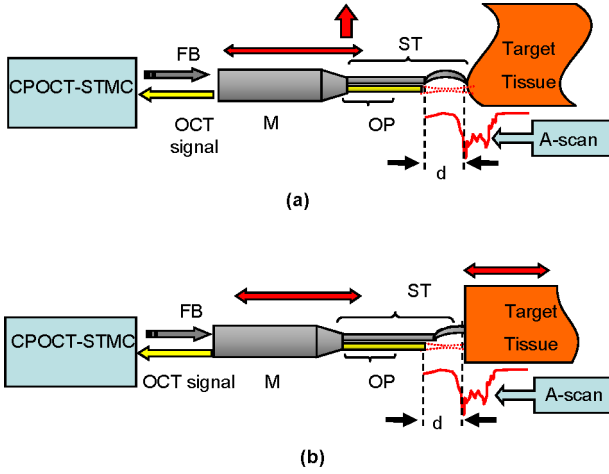 FB
ST
Target
Tissue
CPOCT-STMC
OCT
signal
M
OP
A-scan
d
(a)
FB
ST
Target
Tissue
CPOCT-STMC
OCT signal
M
OP
A-scan
d
(b)